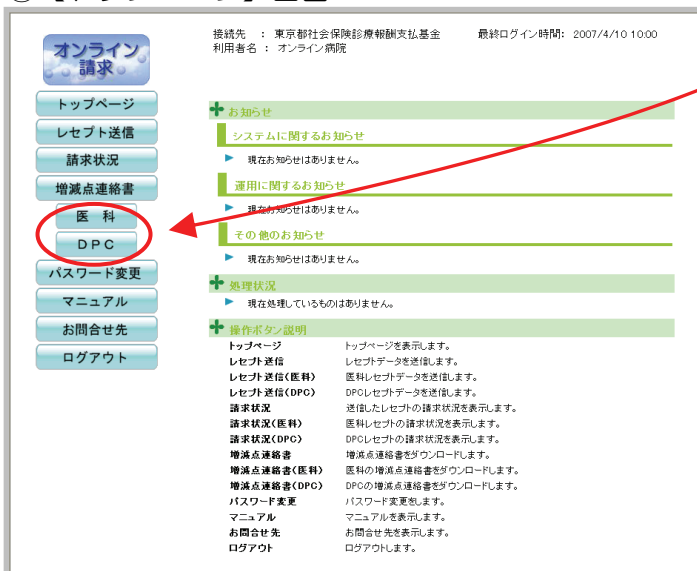 接続先 : 東京都社会保険診療報酬支払基金 最終ログイン時間: 2007/4/10 10:00
利用者名 : オンライン病院
オンライン
請求
トップページ
レセプト送信
請求状況
増減点連絡書
医 科
DPC
パスワード変更
マニュアル
お問合せ先
ログアウト
お知らせ
システムに関するお知らせ
現在お知らせはありません。
運用に関するお知らせ
現在お知らせはありません。
その他のお知らせ
現在お知らせはありません。
処理状況
現在処理しているものはありません。
操作ボタン説明
トップページ トップページを表示します。
レセプト送信 レセプトデータを送信します。
レセプト送信(医科) 医科レセプトデータを送信します。
レセプト送信(DPC) DPCレセプトデータを送信します。
請求状況 送信したレセプトの請求状況を表示します。
請求状況(医科) 医科レセプトの請求状況を表示します。
請求状況(DPC) DPCレセプトの請求状況を表示します。
増減点連絡書 増減点連絡書をダウンロードします。
増減点連絡書(医科) 医科の増減点連絡書をダウンロードします。
増減点連絡書(DPC) DPCの増減点連絡書をダウンロードします。
パスワード変更 パスワード変更をします。
マニュアル マニュアルを表示します。
お問合せ先 お問合せ先を表示します。
ログアウト ログアウトします。